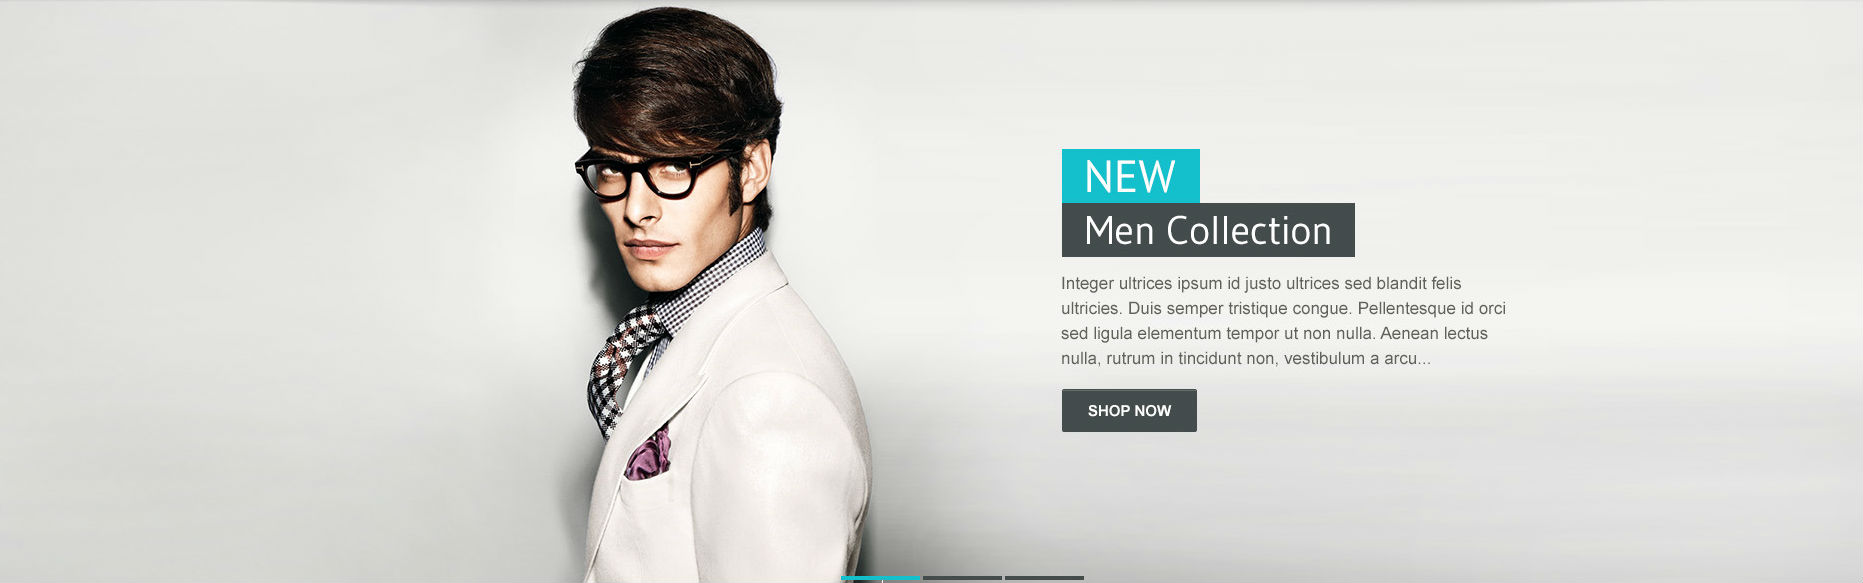 NEW
Men Collection
Integer ultrices ipsum id justo ultrices sed blandit felis
ultricies. Duis semper tristique congue. Pellentesque id orci
sed ligula elementum tempor ut non nulla. Aenean lectus
nulla, rutrum in tincidunt non, vestibulum a arcu...
SHOP NOW